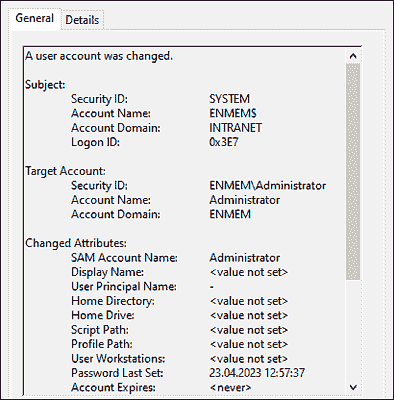 General Details
A user account was changed.
Subject:
Security ID: SYSTEM
Account Name: ENMEM$
Account Domain: INTRANET
Logon ID: 0x3E7
Target Account:
Security ID: ENMEM\Administrator
Account Name: Administrator
Account Domain: ENMEM
Changed Attributes:
SAM Account Name: Administrator
Display Name: <value not set>
User Principal Name: -
Home Directory: <value not set>
Home Drive: <value not set>
Script Path: <value not set>
Profile Path: <value not set>
User Workstations: <value not set>
Password Last Set: 23.04.2023 12:57:37
Account Expires: <never>